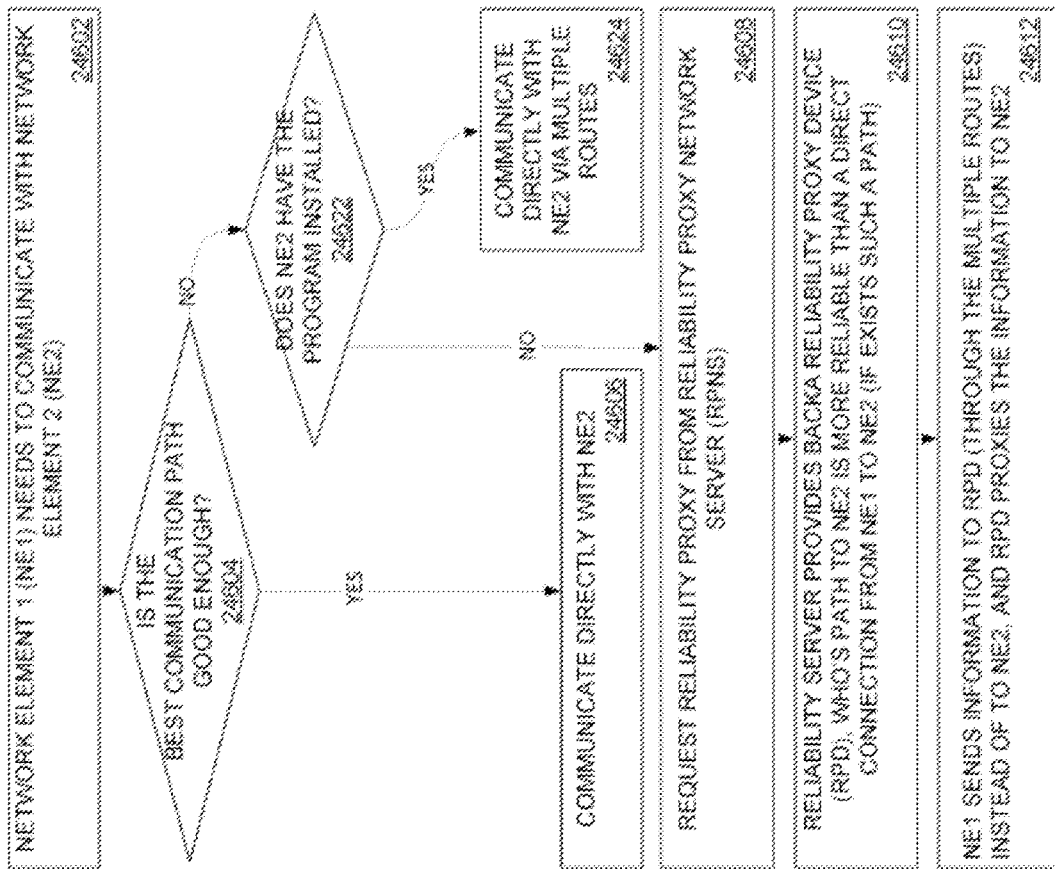 NETWORK ELEMENT 1 (NE1) NEEDS TO COMMUNICATE WITH NETWORK
ELEMENT 2 (NE2)
24602
IS THE
BEST COMMUNICATION PATH
GOOD ENOUGH?
24604
NO
DOES NE2 HAVE THE
PROGRAM INSTALLED?
24622
YES
COMMUNICATE
DIRECTLY WITH
NE2 VIA MULTIPLE
ROUTES
24624
NO
YES
COMMUNICATE DIRECTLY WITH NE2
24606
REQUEST RELIABILITY PROXY FROM RELIABILITY PROXY NETWORK
SERVER (RPNS)
24608
RELIABILITY SERVER PROVIDES BACKA RELIABILITY PROXY DEVICE
(RPD), WHO'S PATH TO NE2 IS MORE RELIABLE THAN A DIRECT
CONNECTION FROM NE1 TO NE2 (IF EXISTS SUCH A PATH)
24610
NE1 SENDS INFORMATION TO RPD (THROUGH THE MULTIPLE ROUTES)
INSTEAD OF TO NE2, AND RPD PROXIES THE INFORMATION TO NE2
24612